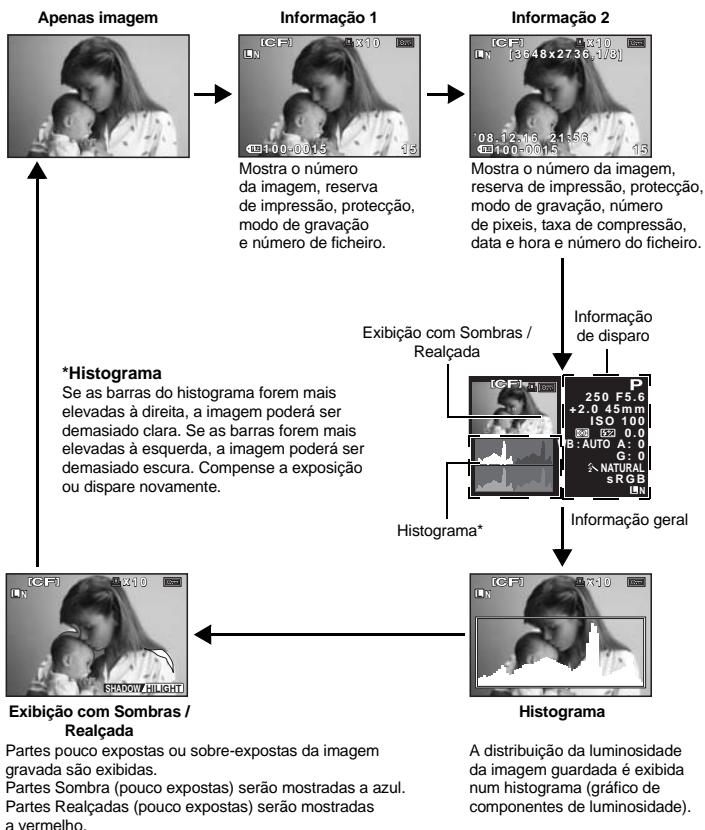 Apenas imagem
Informação 1
Informação 2
[CF] x10
LN
100-0015 15
[CF] x10
LN [3648x2736,1/8]
'08.12.16 21:56
100-0015 15
Mostra o número
da imagem, reserva
de impressão, protecção,
modo de gravação
e número de ficheiro.
Mostra o número da imagem,
reserva de impressão, protecção,
modo de gravação, número
de pixeis, taxa de compressão,
data e hora e número do ficheiro.
Exibição com Sombras /
Realçada
Informação
de disparo
*Histograma
Se as barras do histograma forem mais
elevadas à direita, a imagem poderá ser
demasiado clara. Se as barras forem mais
elevadas à esquerda, a imagem poderá ser
demasiado escura. Compense a exposição
ou dispare novamente.
[CF]
P
250 F5.6
+2.0 45mm
ISO 100
0.0
WB:AUTO A: 0
G: 0
NATURAL
sRGB
LN
Histograma*
Informação geral
[CF] x10
LN
SHADOW/HILIGHT
[CF] x10
LN
Exibição com Sombras /
Realçada
Partes pouco expostas ou sobre-expostas da imagem
gravada são exibidas.
Partes Sombra (pouco expostas) serão mostradas a azul.
Partes Realçadas (pouco expostas) serão mostradas
a vermelho.
Histograma
A distribuição da luminosidade
da imagem guardada é exibida
num histograma (gráfico de
componentes de luminosidade).